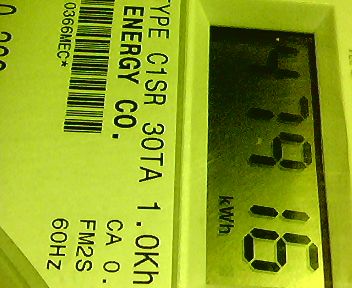 47916
kWh
TYPE C1SR 30TA 1.0Kh
ENERGY CO.
CA 0.
FM2S
60HZ
0366MEC*